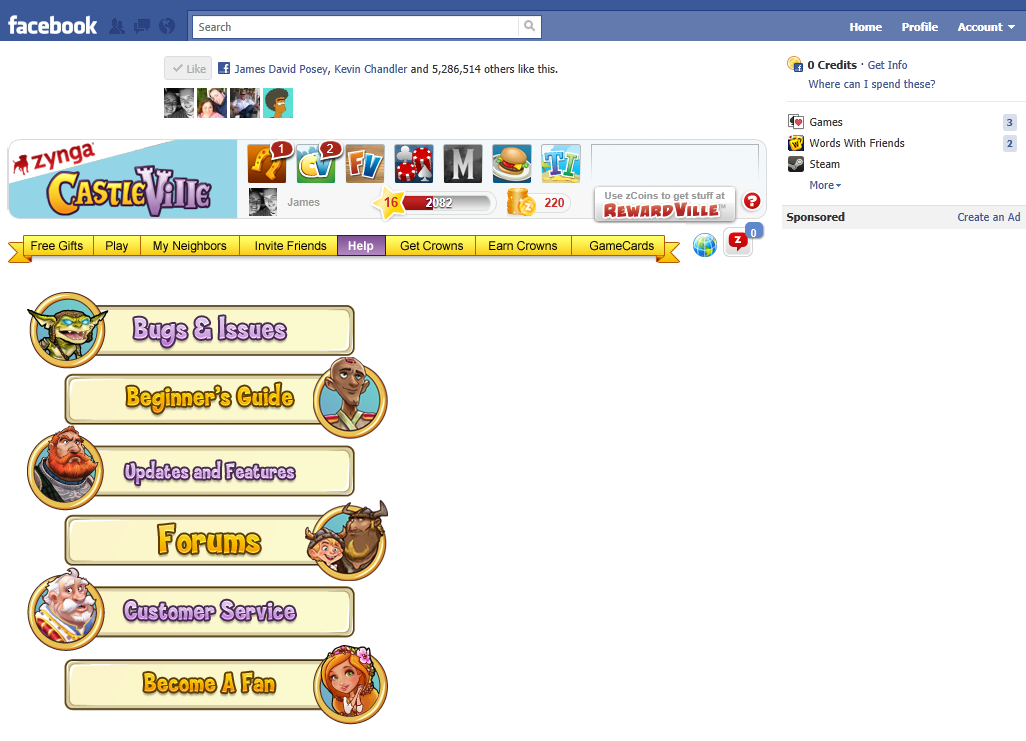 facebook
Search
Home Profile Account
Like
James David Posey, Kevin Chandler and 5,286,514 others like this.
0 Credits · Get Info
Where can I spend these?
Games 3
Words With Friends 2
Steam
More
Sponsored Create an Ad
zynga
CastleVille
1
2
CV
FV
M
TI
James
16 2082
z 220
Use zCoins to get stuff at
RewardVille™
?
Free Gifts Play My Neighbors Invite Friends Help Get Crowns Earn Crowns GameCards
z 0
Bugs & Issues
Beginner's Guide
Updates and Features
Forums
Customer Service
Become A Fan